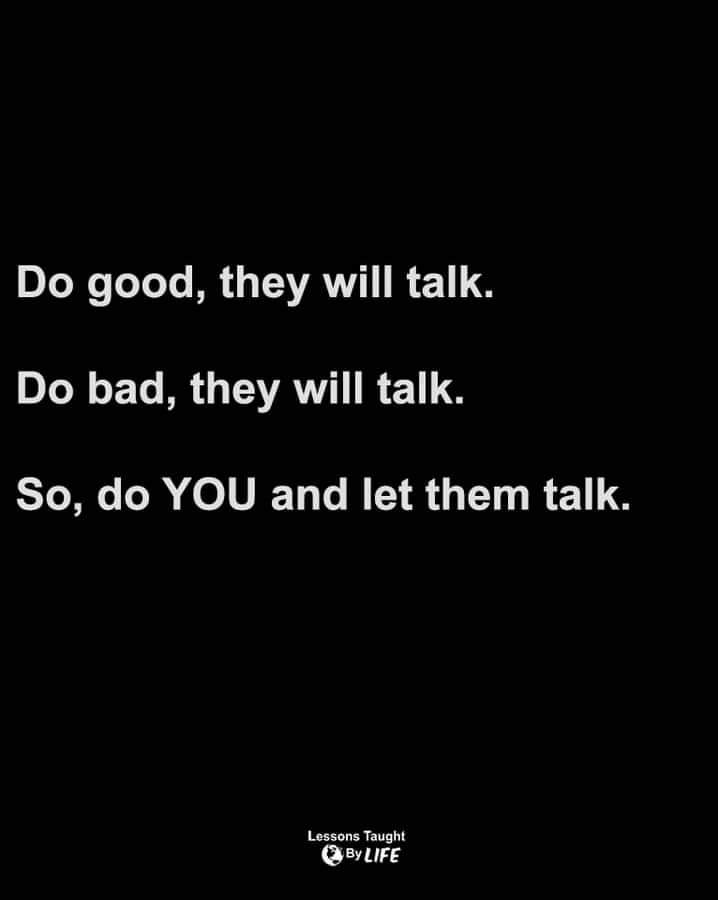 Do good, they will talk.
Do bad, they will talk.
So, do YOU and let them talk.
Lessons Taught
By LIFE